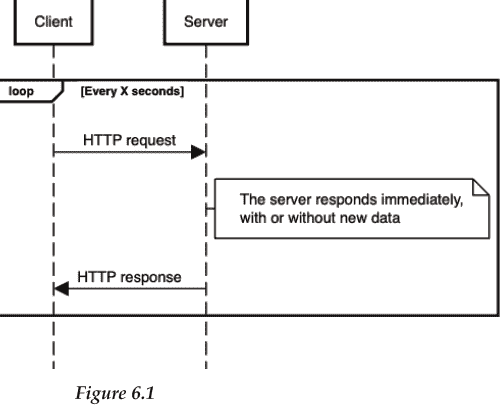 Client
Server
loop
[Every X seconds]
HTTP request
The server responds immediately,
with or without new data
HTTP response
Figure 6.1